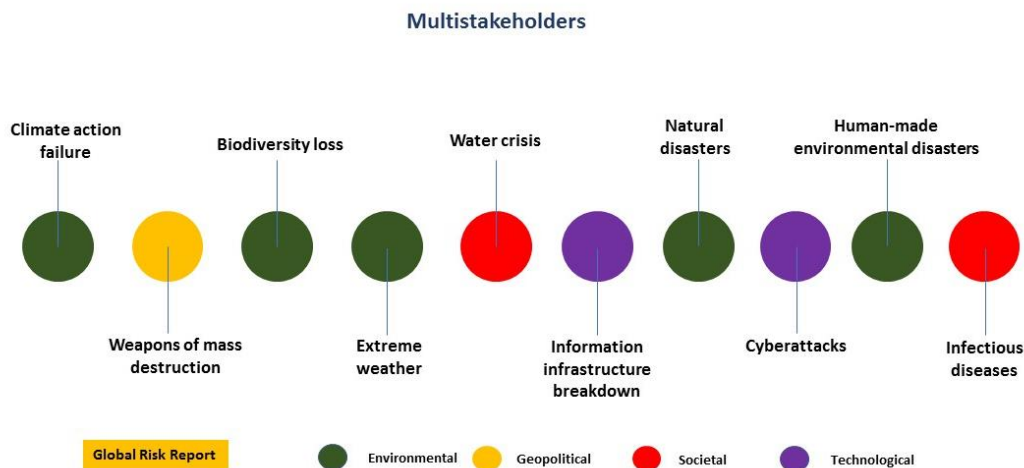 Multistakeholders
Climate action
failure
Weapons of mass
destruction
Biodiversity loss
Extreme
weather
Water crisis
Information
infrastructure
breakdown
Natural
disasters
Cyberattacks
Human-made
environmental disasters
Infectious
diseases
Global Risk Report
Environmental
Geopolitical
Societal
Technological